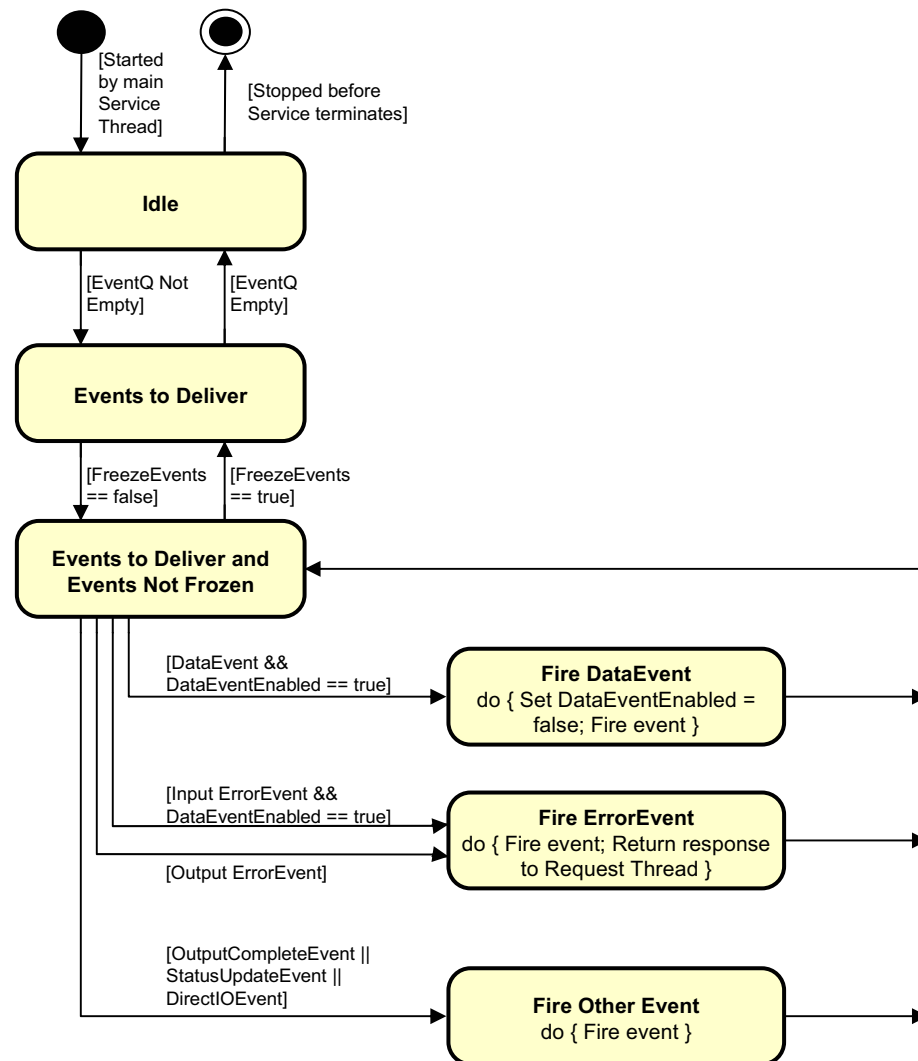 [Started
by main
Service
Thread]
[Stopped before
Service terminates]
Idle
[EventQ Not
Empty]
[EventQ
Empty]
Events to Deliver
[FreezeEvents
== false]
[FreezeEvents
== true]
Events to Deliver and
Events Not Frozen
[DataEvent &&
DataEventEnabled == true]
Fire DataEvent
do { Set DataEventEnabled =
false; Fire event }
[Input ErrorEvent &&
DataEventEnabled == true]
Fire ErrorEvent
do { Fire event; Return response
to Request Thread }
[Output ErrorEvent]
[OutputCompleteEvent ||
StatusUpdateEvent ||
DirectIOEvent]
Fire Other Event
do { Fire event }